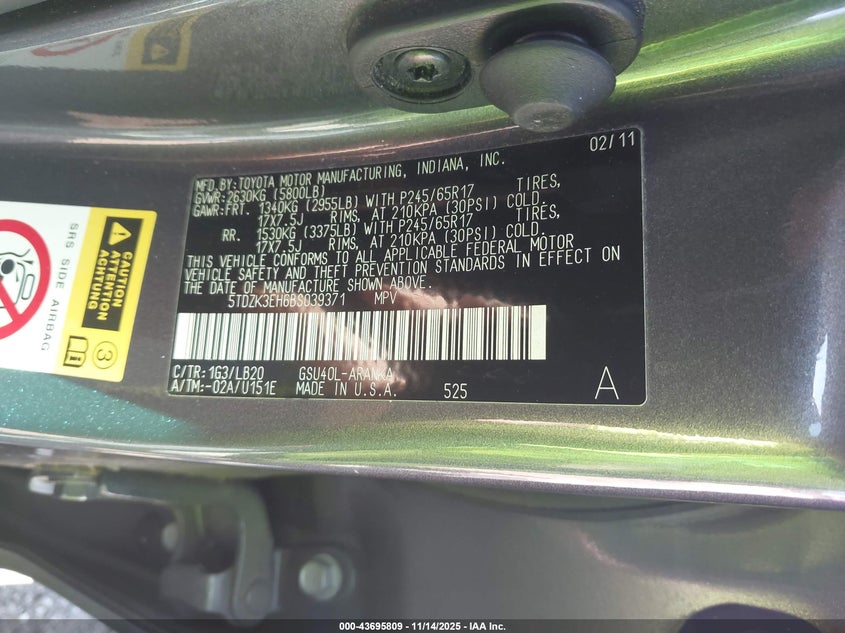 02/11
MFD.BY:TOYOTA MOTOR MANUFACTURING, INDIANA, INC.
GVWR:2630KG (5800LB)
GAWR:FRT. 1340KG (2955LB) WITH P245/65R17 TIRES,
17X7.5J RIMS, AT 210KPA (30PSI) COLD.
RR. 1530KG (3375LB) WITH P245/65R17 TIRES,
17X7.5J RIMS, AT 210KPA (30PSI) COLD.
THIS VEHICLE CONFORMS TO ALL APPLICABLE FEDERAL MOTOR
VEHICLE SAFETY AND THEFT PREVENTION STANDARDS IN EFFECT ON
THE DATE OF MANUFACTURE SHOWN ABOVE.
5TDZK3EH6BS039371 MPV
C/TR:1G3/LB20 GSU40L-ARANKA
A/TM:-02A/U151E MADE IN U.S.A. 525 A
SRS SIDE AIRBAG
CAUTION
ATTENTION
ACHTUNG
3
000-43695809 - 11/14/2025 - IAA Inc.